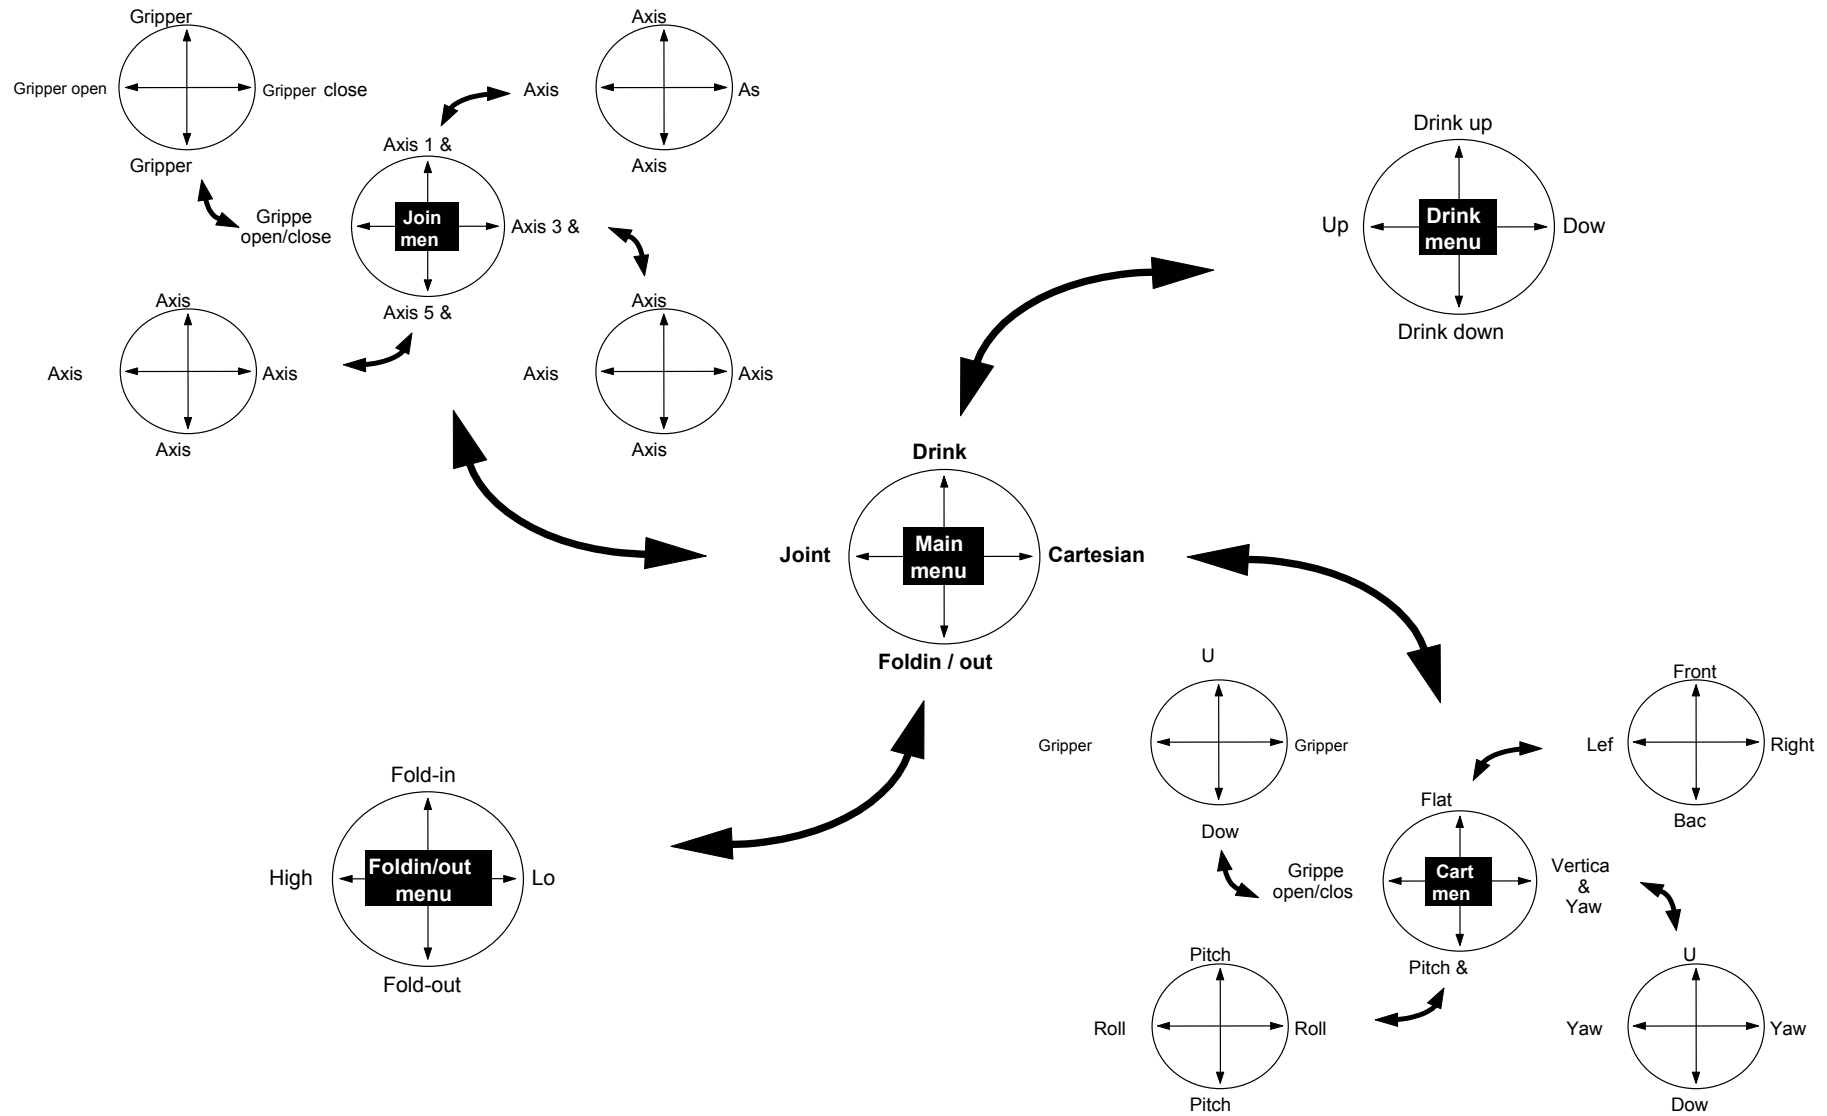 Gripper
Gripper open
Gripper close
Gripper
Axis
Axis
As
Axis
Axis 1 &
Grippe
open/close
Join
men
Axis 3 &
Axis 5 &
Axis
Axis
Axis
Axis
Axis
Axis
Axis
Axis
Drink up
Up
Drink
menu
Dow
Drink down
Drink
Joint
Main
menu
Cartesian
Foldin / out
Fold-in
High
Foldin/out
menu
Lo
Fold-out
U
Gripper
Gripper
Dow
Front
Lef
Right
Bac
Flat
Grippe
open/clos
Cart
men
Vertica
&
Yaw
Pitch &
Pitch
Roll
Roll
Pitch
U
Yaw
Yaw
Dow